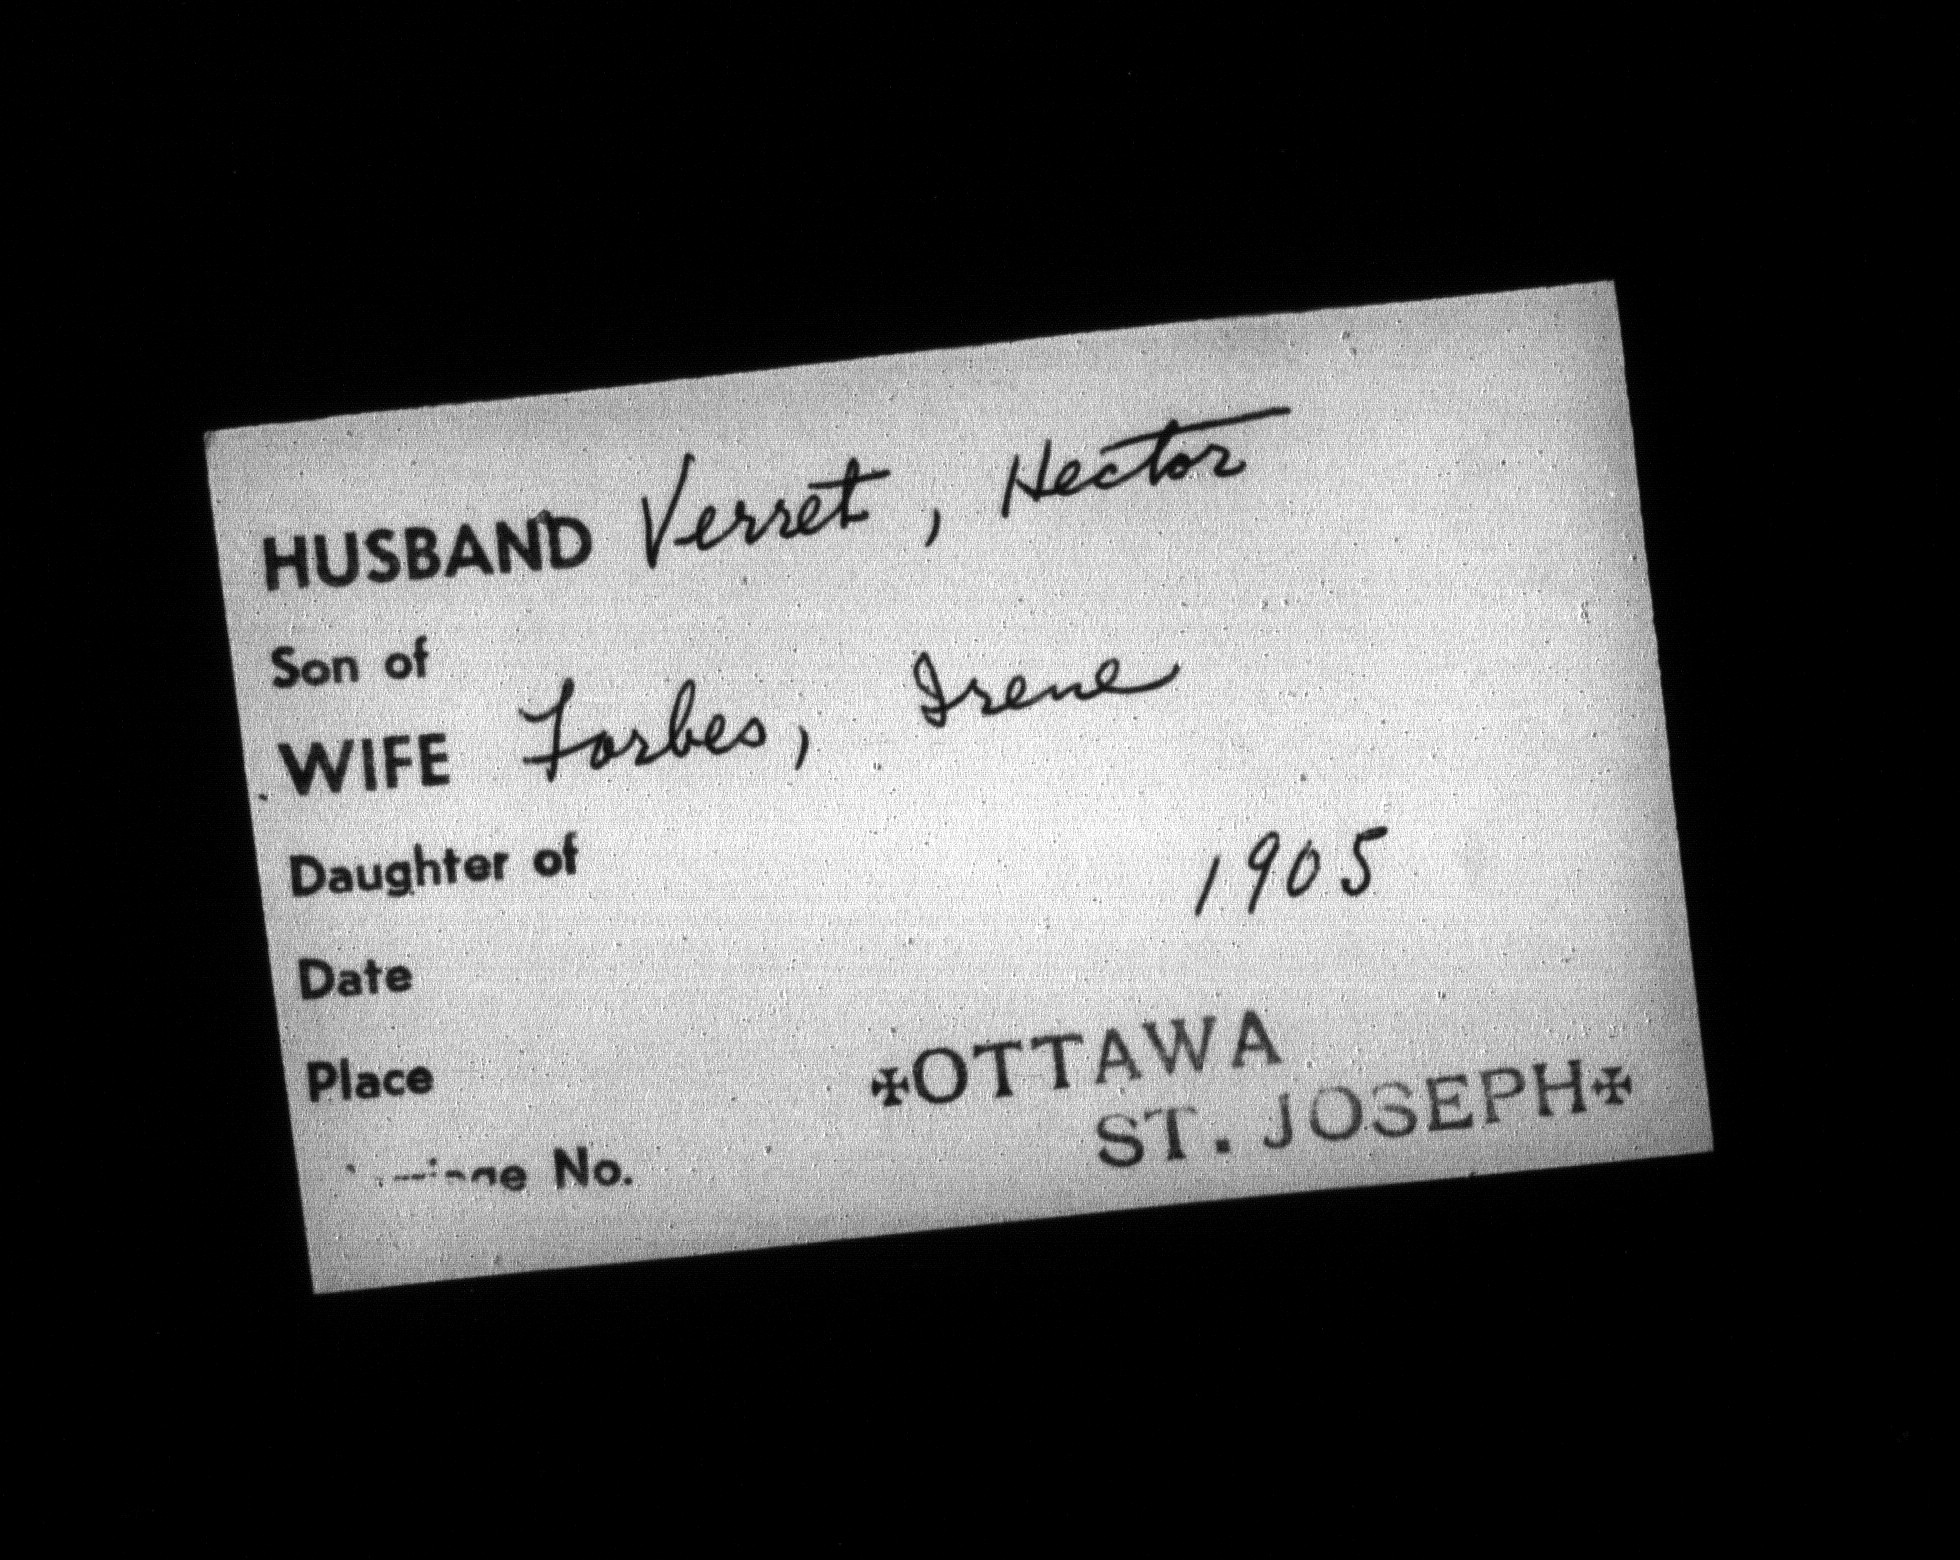 HUSBAND Verret, Hector
Son of
WIFE Forbes, Irene
Daughter of
1905
Date
Place
✠OTTAWA
ST. JOSEPH✠
No.